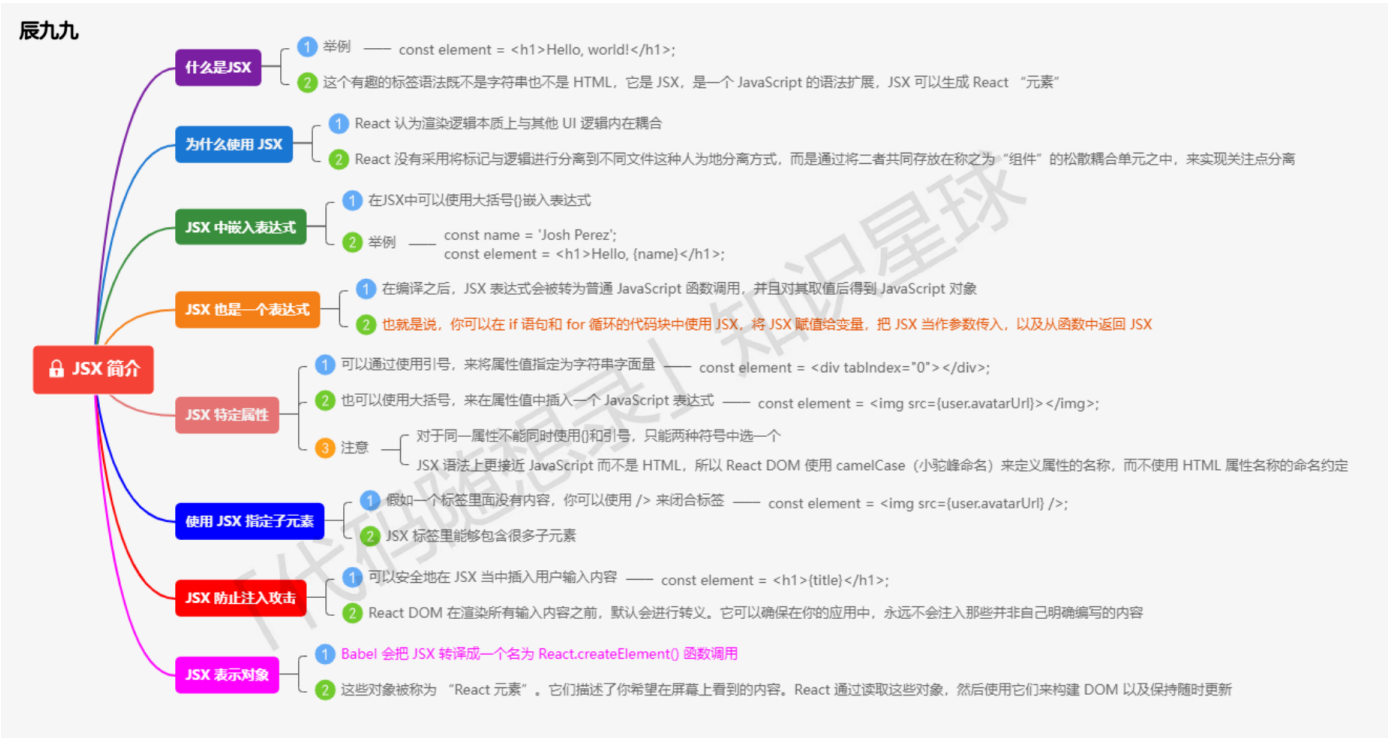 辰九九
JSX 简介
什么是JSX
1 举例
const element = <h1>Hello, world!</h1>;
2 这个有趣的标签语法既不是字符串也不是 HTML，它是 JSX，是一个 JavaScript 的语法扩展，JSX 可以生成 React “元素”
为什么使用 JSX
1 React 认为渲染逻辑本质上与其他 UI 逻辑内在耦合
2 React 没有采用将标记与逻辑进行分离到不同文件这种人为地分离方式，而是通过将二者共同存放在称之为“组件”的松散耦合单元之中，来实现关注点分离
JSX 中嵌入表达式
1 在JSX中可以使用大括号{}嵌入表达式
2 举例
const name = 'Josh Perez';
const element = <h1>Hello, {name}</h1>;
JSX 也是一个表达式
1 在编译之后，JSX 表达式会被转为普通 JavaScript 函数调用，并且对其取值后得到 JavaScript 对象
2 也就是说，你可以在 if 语句和 for 循环的代码块中使用 JSX，将 JSX 赋值给变量，把 JSX 当作参数传入，以及从函数中返回 JSX
JSX 特定属性
1 可以通过使用引号，来将属性值指定为字符串字面量
const element = <div tabIndex="0"></div>;
2 也可以使用大括号，来在属性值中插入一个 JavaScript 表达式
const element = <img src={user.avatarUrl}></img>;
3 注意
对于同一属性不能同时使用{}和引号，只能两种符号中选一个
JSX 语法上更接近 JavaScript 而不是 HTML，所以 React DOM 使用 camelCase（小驼峰命名）来定义属性的名称，而不使用 HTML 属性名称的命名约定
使用 JSX 指定子元素
1 假如一个标签里面没有内容，你可以使用 /> 来闭合标签
const element = <img src={user.avatarUrl} />;
2 JSX 标签里能够包含很多子元素
JSX 防止注入攻击
1 可以安全地在 JSX 当中插入用户输入内容
const element = <h1>{title}</h1>;
2 React DOM 在渲染所有输入内容之前，默认会进行转义。它可以确保在你的应用中，永远不会注入那些并非自己明确编写的内容
JSX 表示对象
1 Babel 会把 JSX 转译成一个名为 React.createElement() 函数调用
2 这些对象被称为 “React 元素”。它们描述了你希望在屏幕上看到的内容。React 通过读取这些对象，然后使用它们来构建 DOM 以及保持随时更新
「代码随想录」知识星球